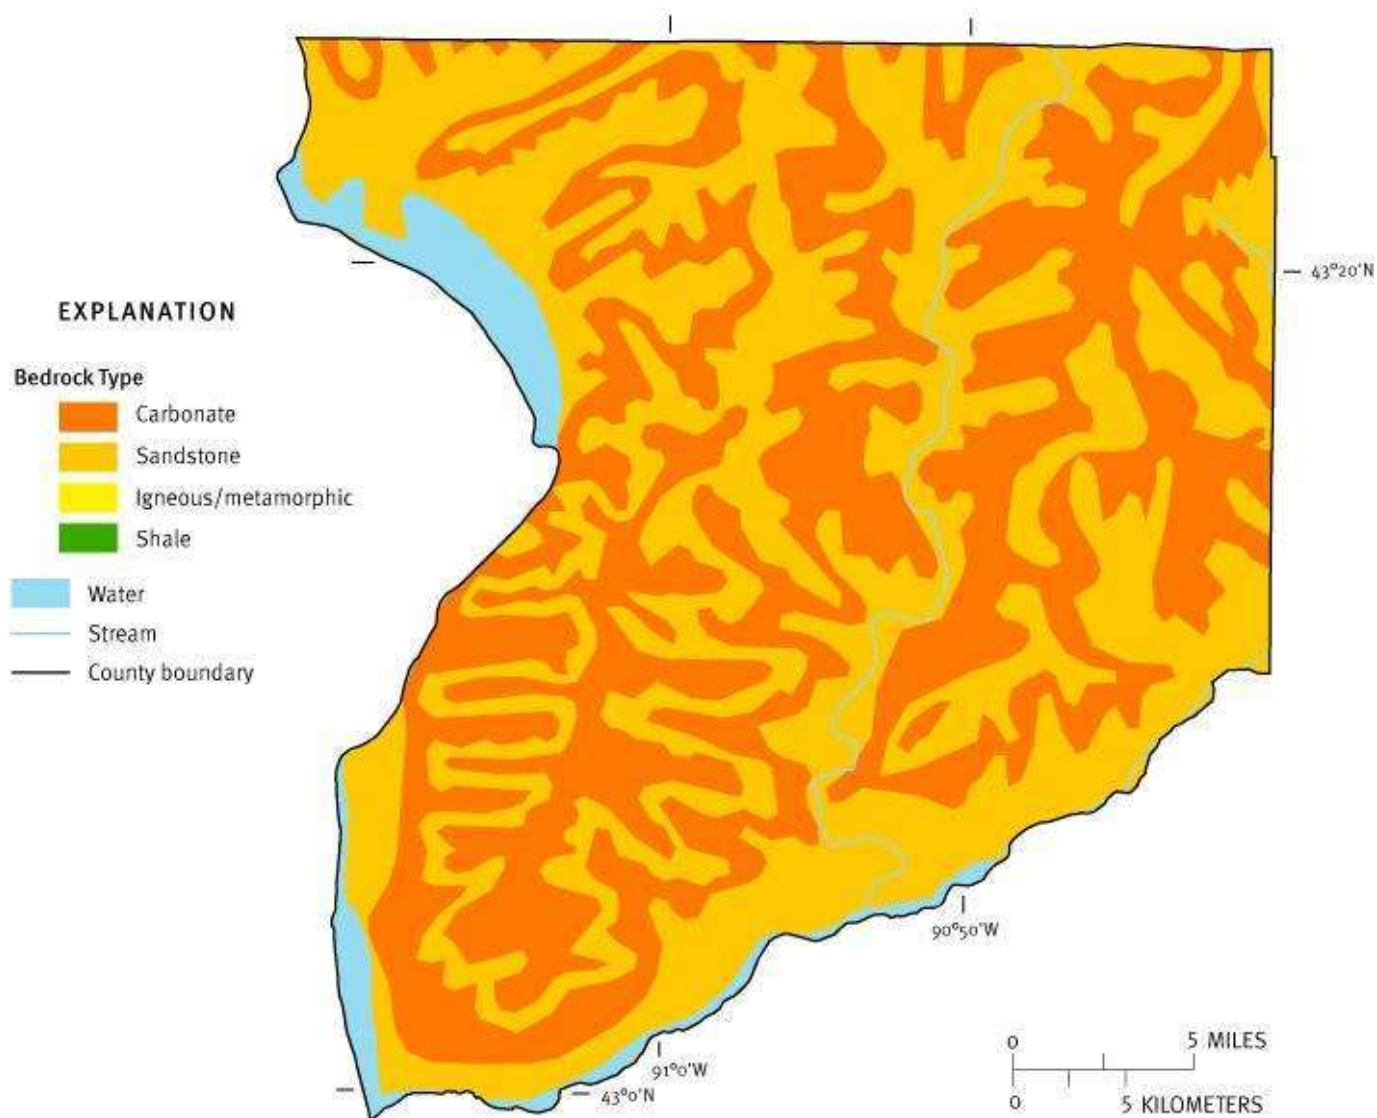 43°20'N
EXPLANATION
Bedrock Type
Carbonate
Sandstone
Igneous/metamorphic
Shale
Water
Stream
County boundary
90°50'W
0 5 MILES
91°0'W
43°0'N
0 5 KILOMETERS